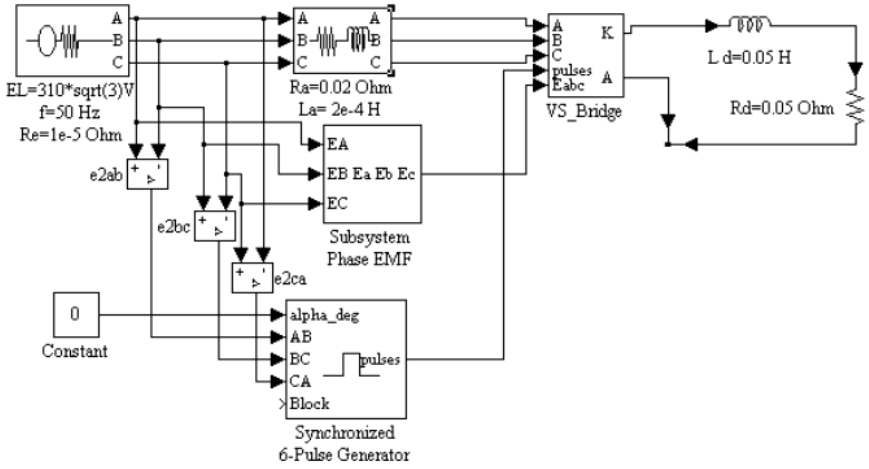 A
B
C
EL=310*sqrt(3)V
f=50 Hz
Re=1e-5 Ohm
A A
B B
C C
Ra=0.02 Ohm
La= 2e-4 H
A
B
C
pulses
Eabc
K
A
VS_Bridge
L d=0.05 H
Rd=0.05 Ohm
e2ab
+ -
v
e2bc
+ -
v
e2ca
+ -
v
EA
EB Ea Eb Ec
EC
Subsystem
Phase EMF
0
Constant
alpha_deg
AB
BC
CA
Block
pulses
Synchronized
6-Pulse Generator